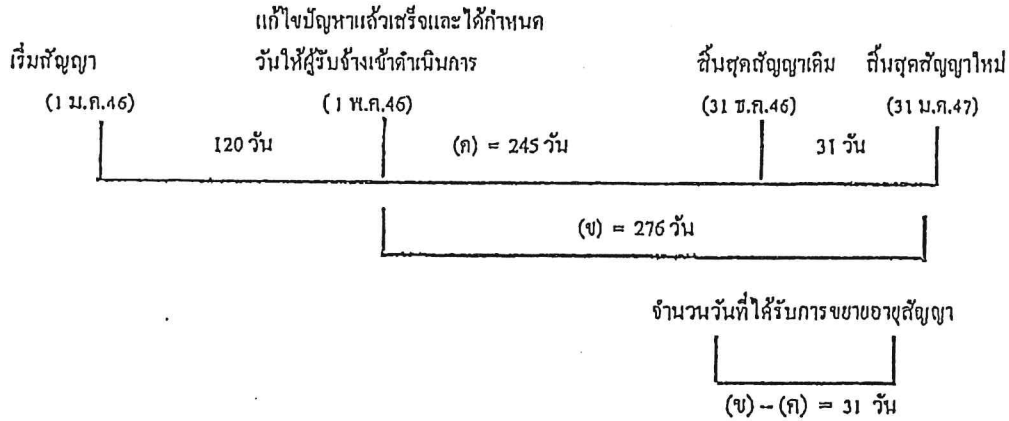 แก้ไขปัญหาแล้วเสร็จและได้กำหนด
เริ่มสัญญา วันให้ผู้รับจ้างเข้าดำเนินการ สิ้นสุดสัญญาเดิม สิ้นสุดสัญญาใหม่
(1 ม.ค.46) (1 พ.ค.46) (31 ธ.ค.46) (31 ม.ค.47)
120 วัน (ค) = 245 วัน 31 วัน
(ข) = 276 วัน
จำนวนวันที่ได้รับการขยายอายุสัญญา
(ข) – (ค) = 31 วัน